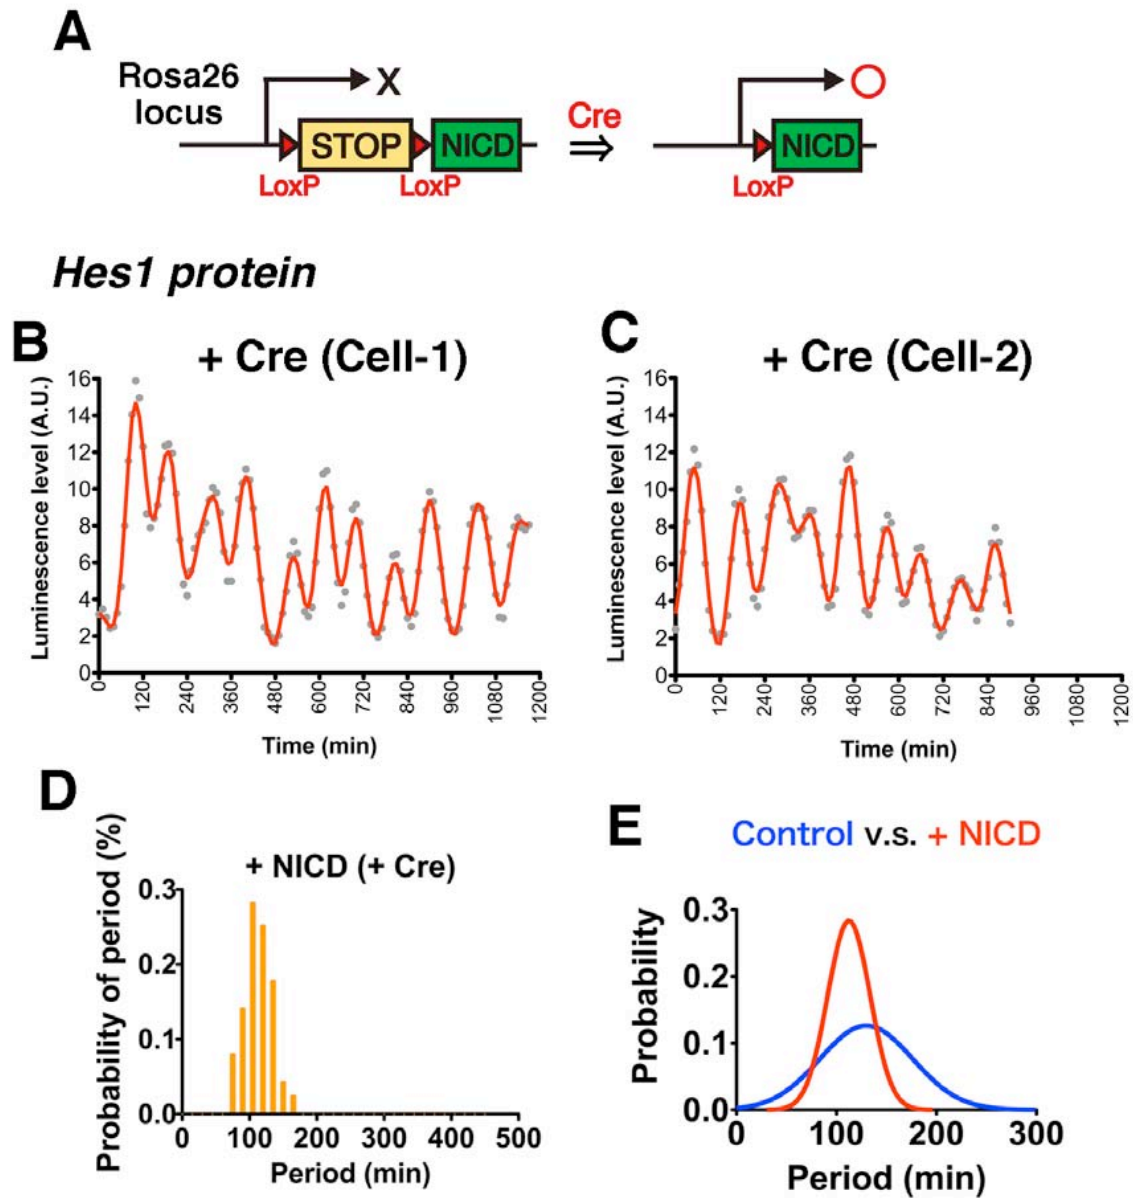 A
Rosa26
locus
X
STOP
NICD
LoxP
LoxP
Cre
NICD
LoxP
Hes1 protein
B
+ Cre (Cell-1)
Luminescence level (A.U.)
16
14
12
10
8
6
4
2
0
0 120 240 360 480 600 720 840 960 1080 1200
Time (min)
C
+ Cre (Cell-2)
Luminescence level (A.U.)
16
14
12
10
8
6
4
2
0
0 120 240 360 480 600 720 840 960 1080 1200
Time (min)
D
+ NICD (+ Cre)
Probability of period (%)
0.3
0.2
0.1
0.0
0 100 200 300 400 500
Period (min)
E
Control v.s. + NICD
Probability
0.3
0.2
0.1
0.0
0 100 200 300
Period (min)